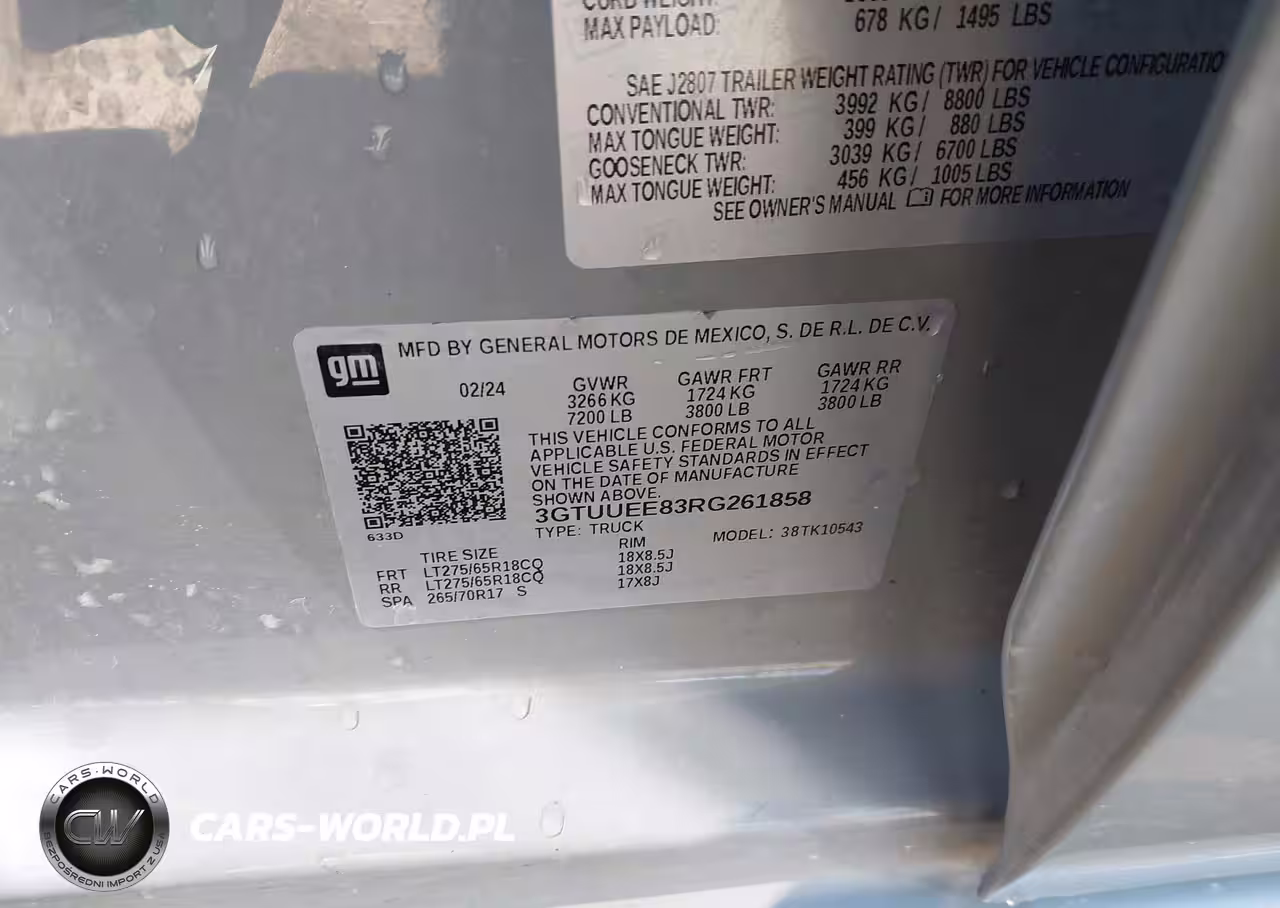 MAX PAYLOAD: 678 KG/ 1495 LBS
SAE J2807 TRAILER WEIGHT RATING (TWR) FOR VEHICLE CONFIGURATIO
CONVENTIONAL TWR: 3992 KG/ 8800 LBS
MAX TONGUE WEIGHT: 399 KG/ 880 LBS
GOOSENECK TWR: 3039 KG/ 6700 LBS
MAX TONGUE WEIGHT: 456 KG/ 1005 LBS
SEE OWNER'S MANUAL FOR MORE INFORMATION
gm
MFD BY GENERAL MOTORS DE MEXICO, S. DE R.L. DE C.V.
02/24 GVWR GAWR FRT GAWR RR
3266 KG 1724 KG 1724 KG
7200 LB 3800 LB 3800 LB
THIS VEHICLE CONFORMS TO ALL
APPLICABLE U.S. FEDERAL MOTOR
VEHICLE SAFETY STANDARDS IN EFFECT
ON THE DATE OF MANUFACTURE
SHOWN ABOVE.
3GTUUEE83RG261858
633D
TYPE: TRUCK MODEL: 38TK10543
TIRE SIZE RIM
FRT LT275/65R18CQ 18X8.5J
RR LT275/65R18CQ 18X8.5J
SPA 265/70R17 S 17X8J
CARS-WORLD
CW
BEZPOŚREDNI IMPORT Z USA
CARS-WORLD.PL